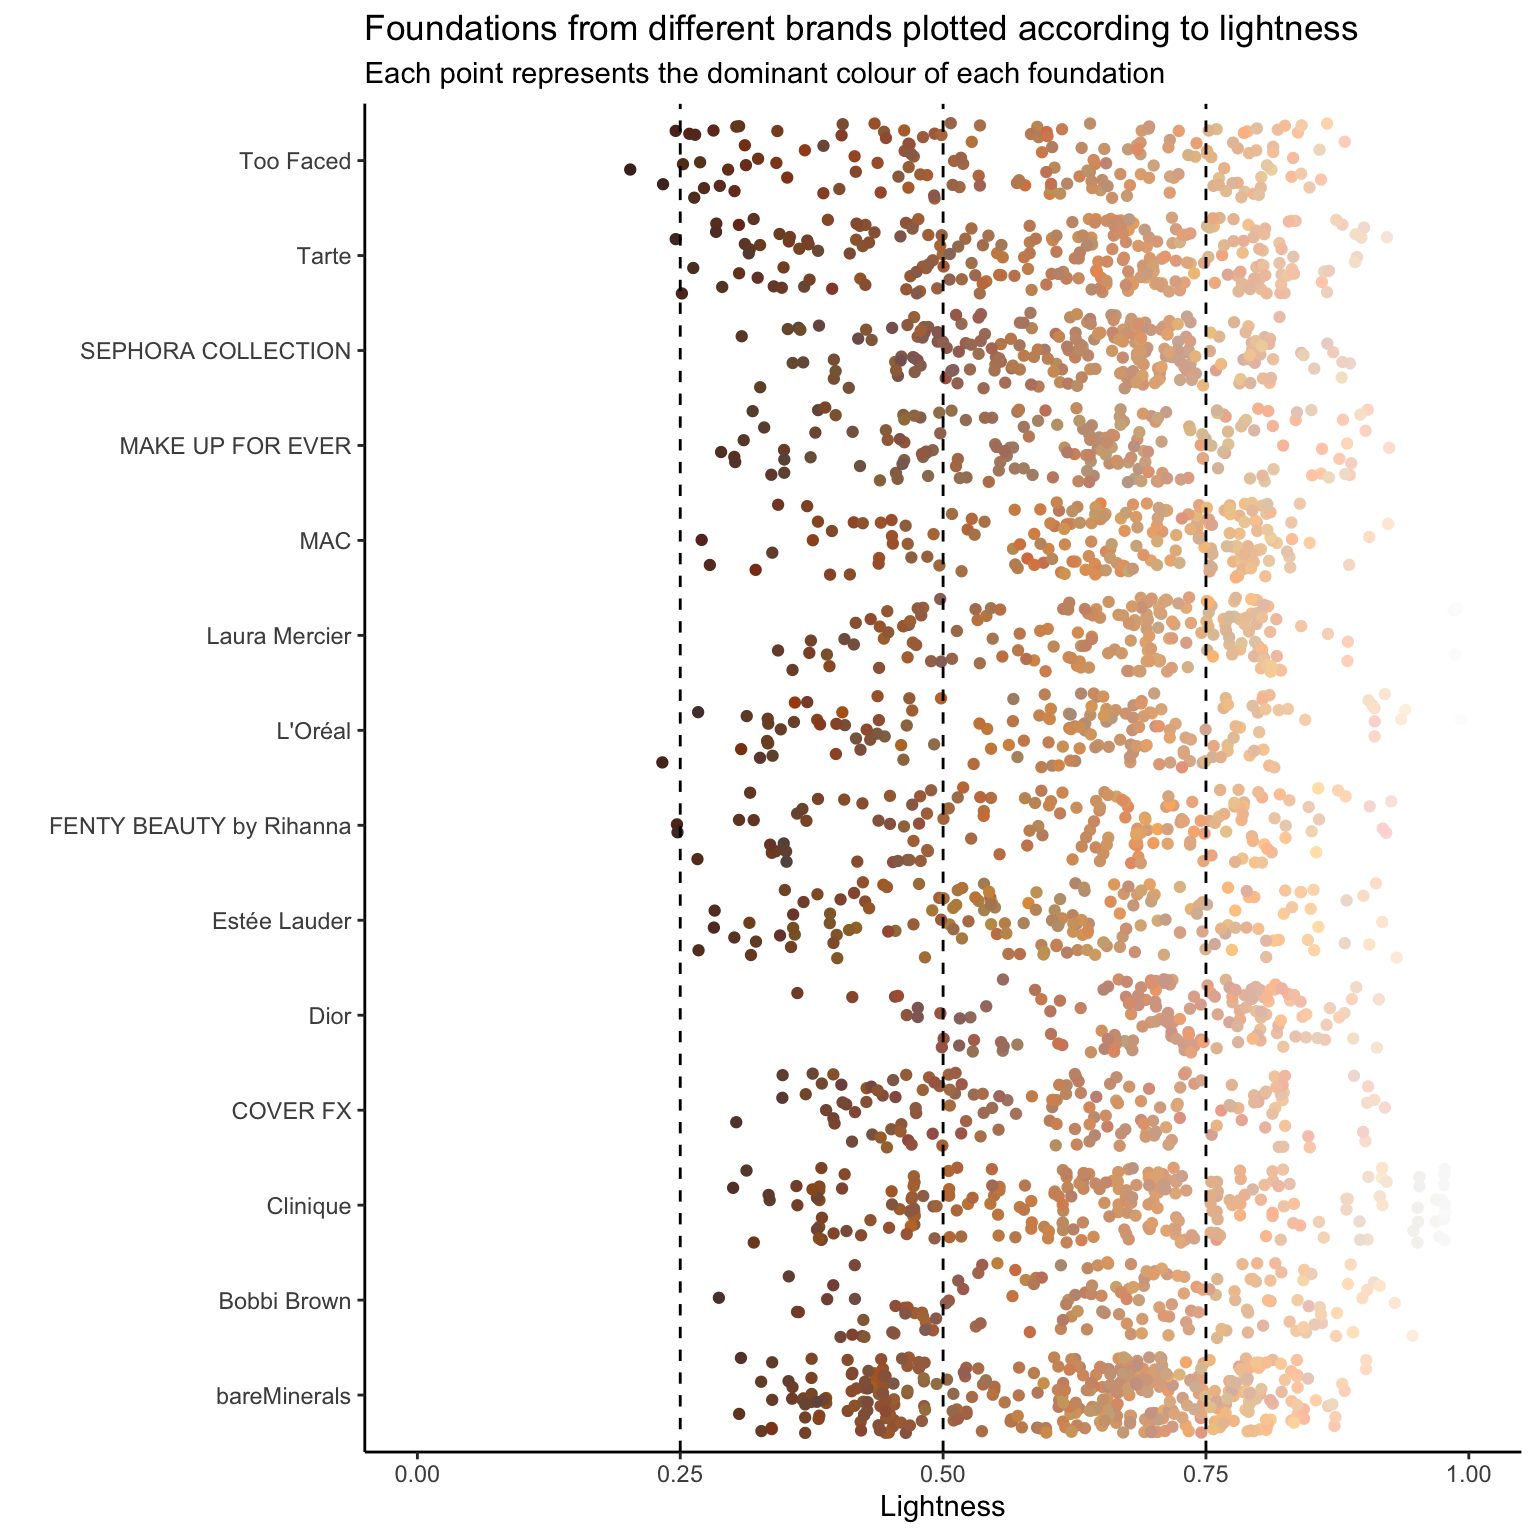 Foundations from different brands plotted according to lightness
Each point represents the dominant colour of each foundation
Too Faced
Tarte
SEPHORA COLLECTION
MAKE UP FOR EVER
MAC
Laura Mercier
L'Oréal
FENTY BEAUTY by Rihanna
Estée Lauder
Dior
COVER FX
Clinique
Bobbi Brown
bareMinerals
0.00 0.25 0.50 0.75 1.00
Lightness